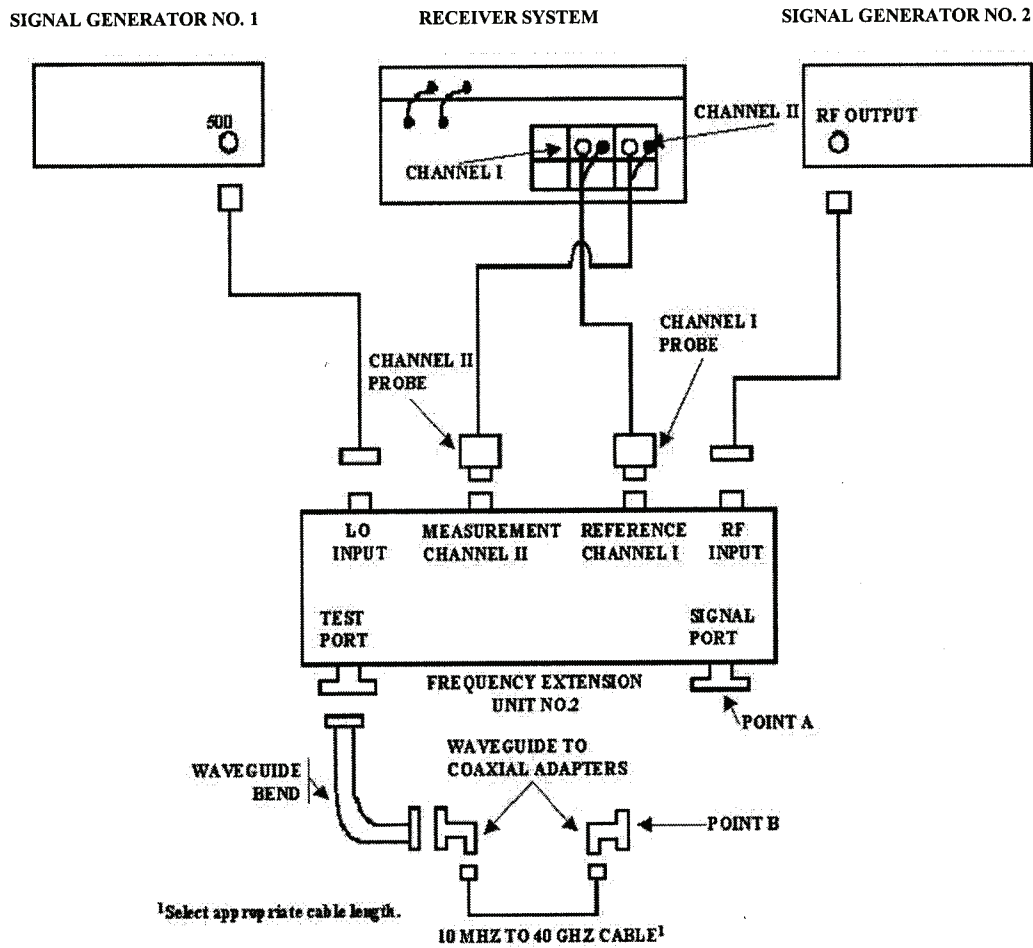 SIGNAL GENERATOR NO. 1
RECEIVER SYSTEM
SIGNAL GENERATOR NO. 2
50Ω
CHANNEL I
CHANNEL II
RF OUTPUT
CHANNEL II
PROBE
CHANNEL I
PROBE
LO
INPUT
MEASUREMENT
CHANNEL II
REFERENCE
CHANNEL I
RF
INPUT
TEST
PORT
SIGNAL
PORT
FREQUENCY EXTENSION
UNIT NO.2
POINT A
WAVEGUIDE
BEND
WAVEGUIDE TO
COAXIAL ADAPTERS
POINT B
¹Select appropriate cable length.
10 MHZ TO 40 GHZ CABLE¹